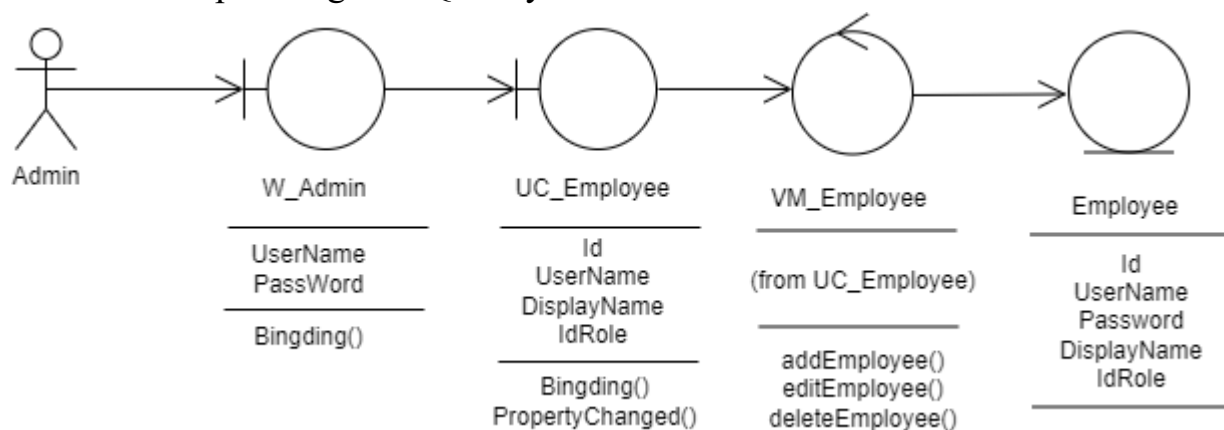 Admin
W_Admin
UserName
PassWord
Bingding()
UC_Employee
Id
UserName
DisplayName
IdRole
Bingding()
PropertyChanged()
VM_Employee
(from UC_Employee)
addEmployee()
editEmployee()
deleteEmployee()
Employee
Id
UserName
Password
DisplayName
IdRole